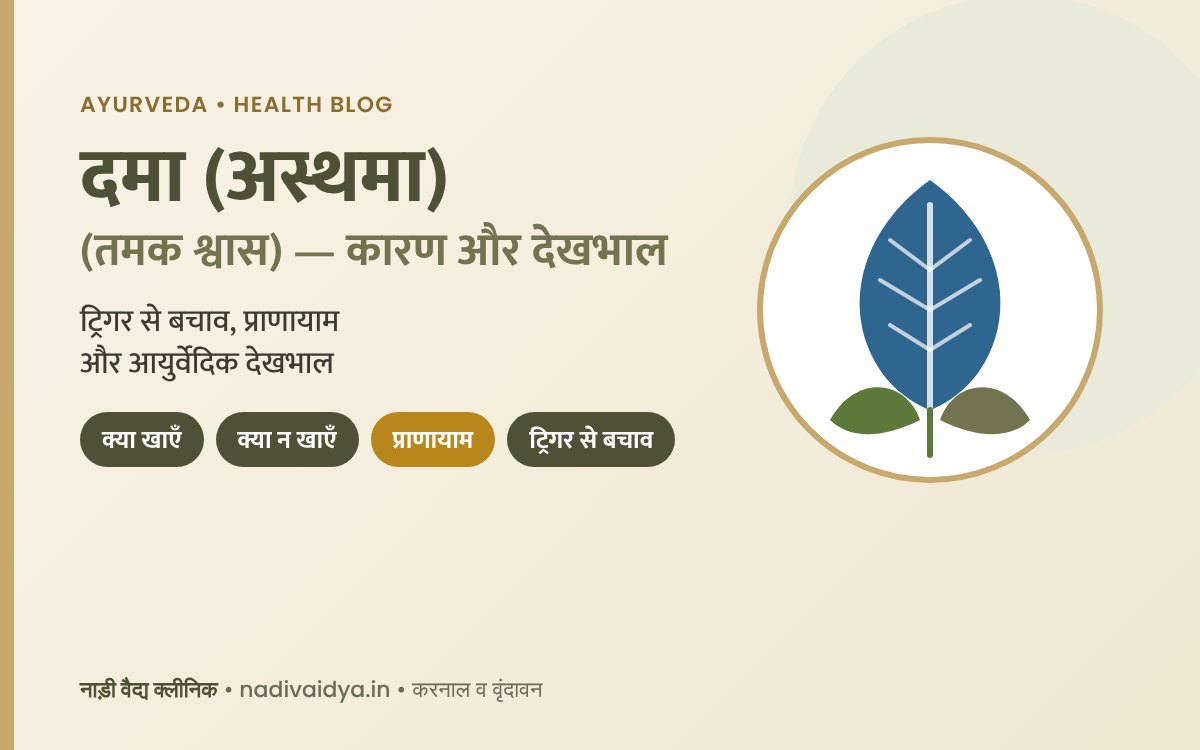 AYURVEDA • HEALTH BLOG
दमा (अस्थमा)
(तमक श्वास) — कारण और देखभाल
ट्रिगर से बचाव, प्राणायाम
और आयुर्वेदिक देखभाल
क्या खाएँ क्या न खाएँ प्राणायाम ट्रिगर से बचाव
नाड़ी वैद्य क्लीनिक • nadivaidya.in • करनाल व वृंदावन